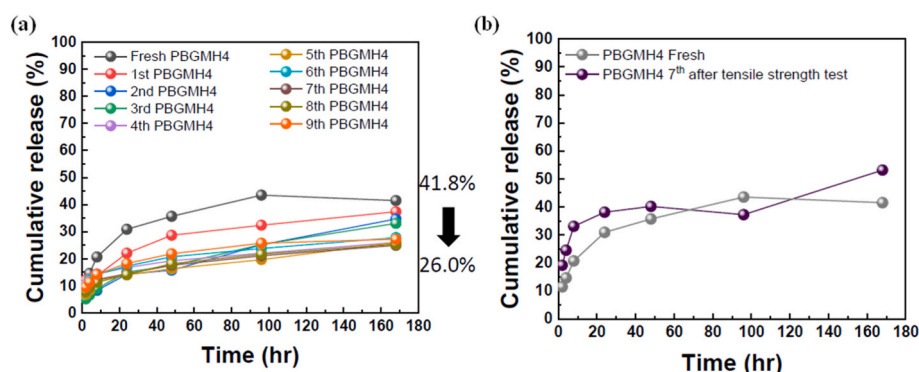 (a)
Cumulative release (%)
100
90
80
70
60
50
40
30
20
10
0
Fresh PBGMH4
1st PBGMH4
2nd PBGMH4
3rd PBGMH4
4th PBGMH4
5th PBGMH4
6th PBGMH4
7th PBGMH4
8th PBGMH4
9th PBGMH4
41.8%
26.0%
0 20 40 60 80 100 120 140 160 180
Time (hr)
(b)
Cumulative release (%)
100
90
80
70
60
50
40
30
20
10
0
PBGMH4 Fresh
PBGMH4 7th after tensile strength test
0 20 40 60 80 100 120 140 160 180
Time (hr)